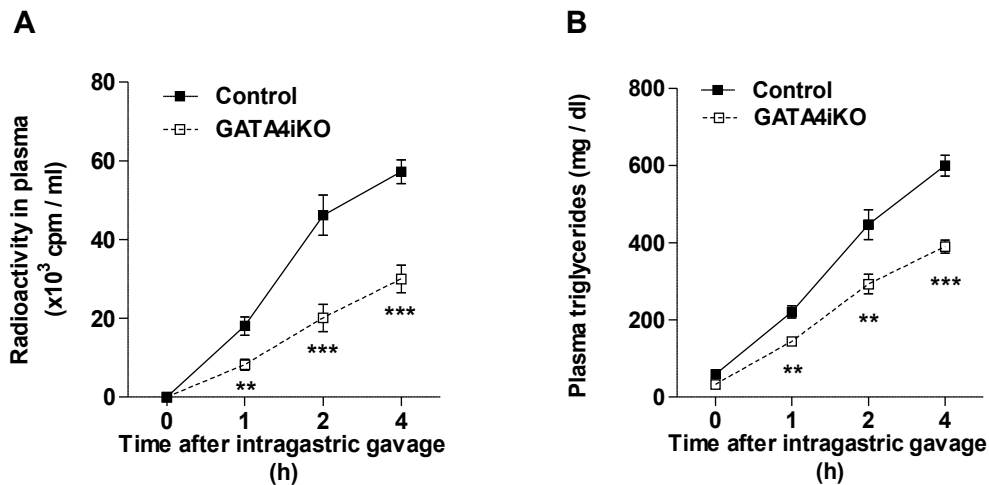 A
Radioactivity in plasma
(x10³ cpm / ml)
80
60
40
20
0
Control
GATA4iKO
**
***
***
0 1 2 4
Time after intragastric gavage
(h)
B
Plasma triglycerides (mg / dl)
800
600
400
200
0
Control
GATA4iKO
**
**
***
0 1 2 4
Time after intragastric gavage
(h)